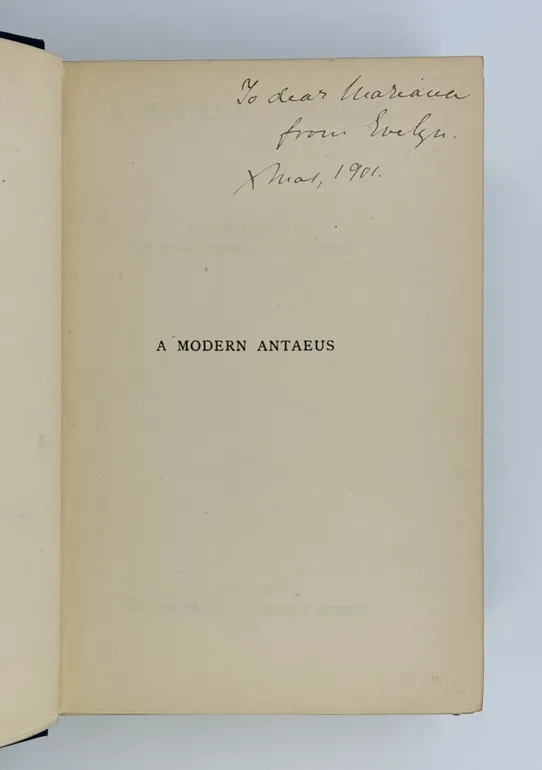 To dear Mariana
from Evelyn.
Xmas, 1901.
A MODERN ANTAEUS